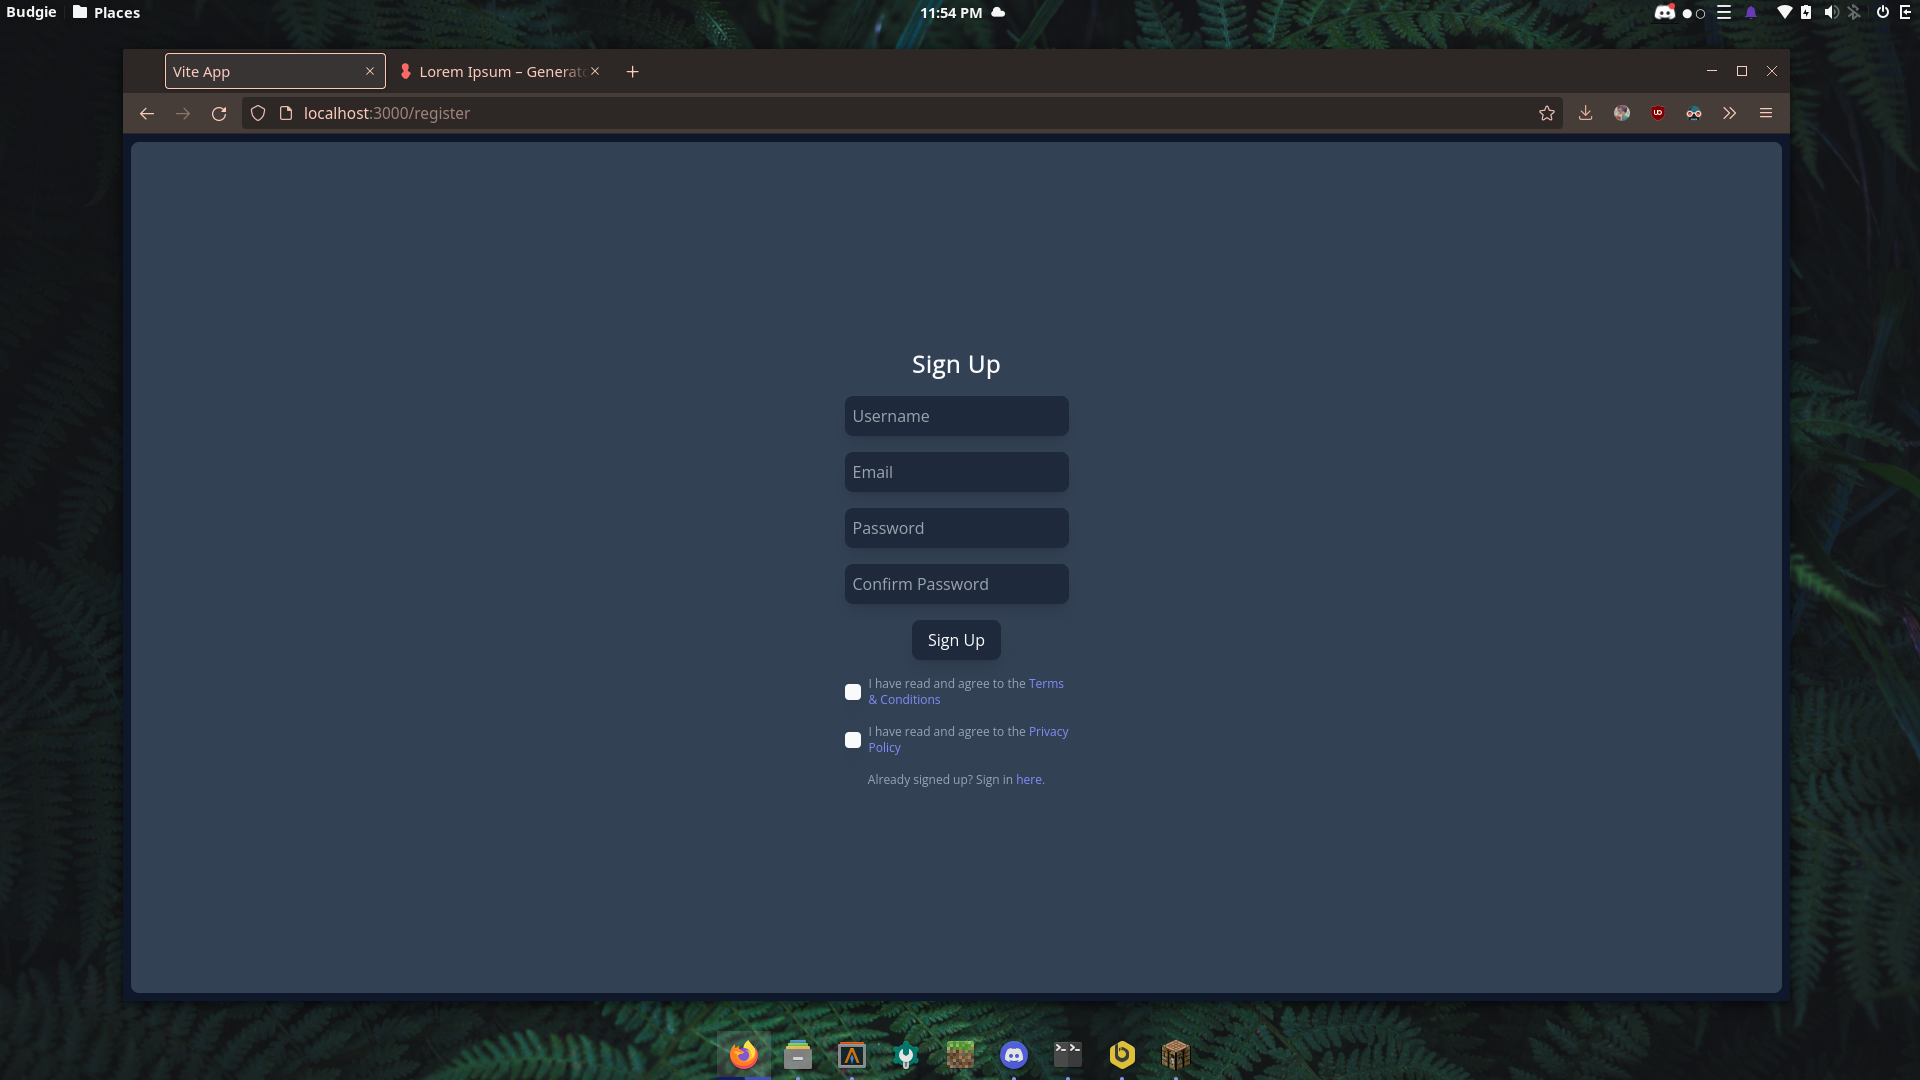 Budgie
Places
11:54 PM
Vite App
Lorem Ipsum – Generat
localhost:3000/register
Sign Up
Username
Email
Password
Confirm Password
Sign Up
I have read and agree to the Terms
& Conditions
I have read and agree to the Privacy
Policy
Already signed up? Sign in here.